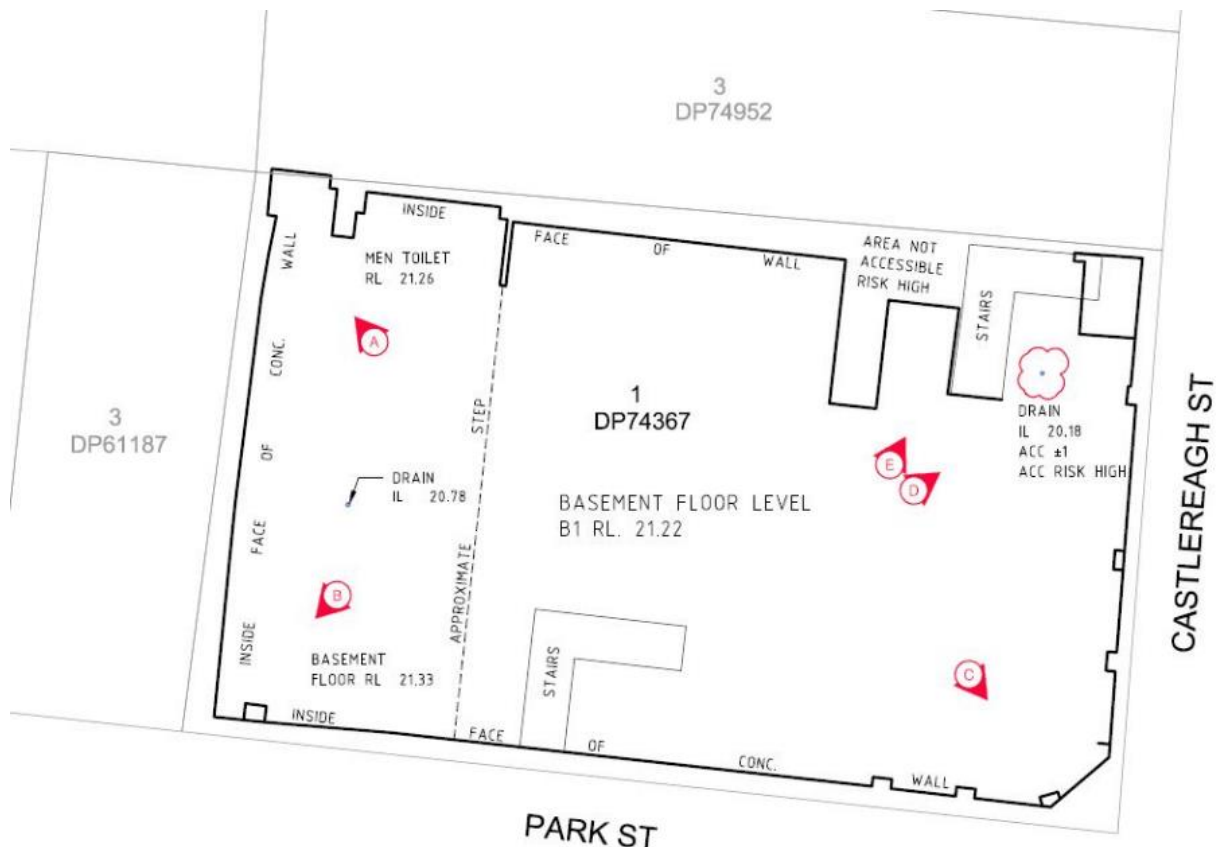 3
DP74952
INSIDE
FACE
OF
WALL
AREA NOT
ACCESSIBLE
RISK HIGH
WALL
MEN TOILET
RL 21.26
STAIRS
A
CONC.
3
DP61187
1
DP74367
STEP
DRAIN
IL 20.18
ACC ±1
ACC RISK HIGH
CASTLEREAGH ST
OF
DRAIN
IL 20.78
E
D
BASEMENT FLOOR LEVEL
B1 RL. 21.22
FACE
APPROXIMATE
B
INSIDE
BASEMENT
FLOOR RL 21.33
STAIRS
C
INSIDE
FACE
OF
CONC.
WALL
PARK ST